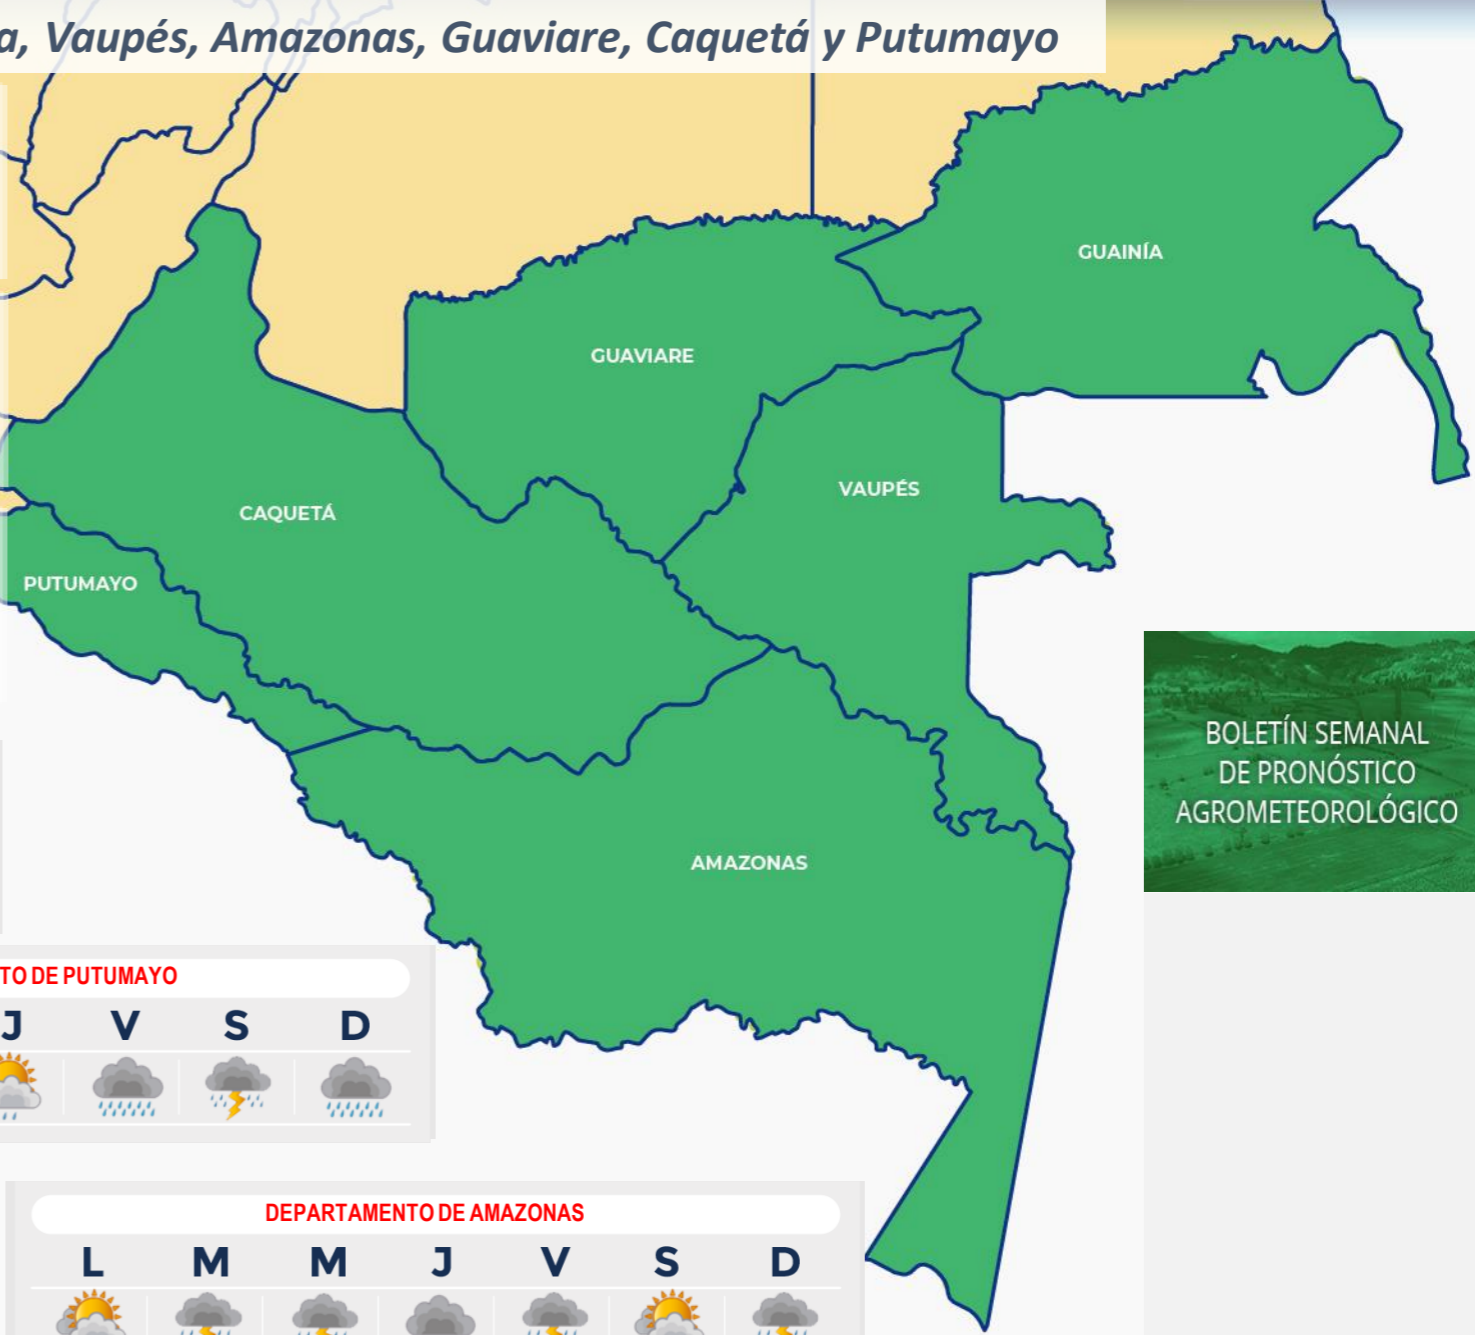 a, Vaupés, Amazonas, Guaviare, Caquetá y Putumayo
GUAINÍA
GUAVIARE
VAUPÉS
CAQUETÁ
PUTUMAYO
BOLETÍN SEMANAL
DE PRONÓSTICO
AGROMETEOROLÓGICO
AMAZONAS
TO DE PUTUMAYO
J V S D
DEPARTAMENTO DE AMAZONAS
L M M J V S D